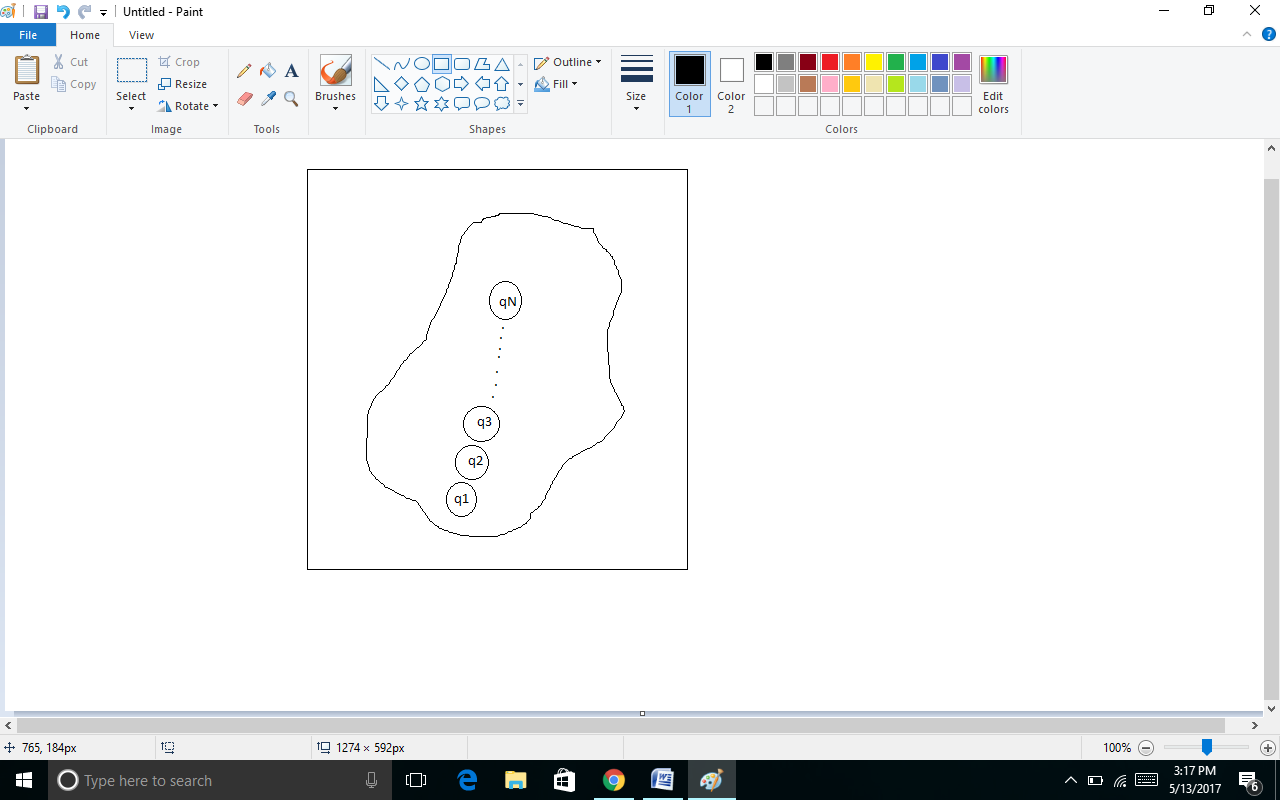 Untitled - Paint
File Home View
Paste
Cut
Copy
Clipboard
Select
Crop
Resize
Rotate
Image
A
Tools
Brushes
Shapes
Outline
Fill
Size
Color 1
Color 2
Colors
Edit colors
qN
q3
q2
q1
765, 184px
1274 × 592px
100%
Type here to search
3:17 PM
5/13/2017
6